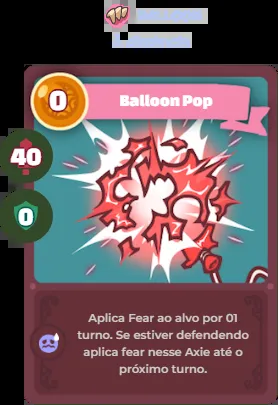 0
Balloon Pop
40
0
Aplica Fear ao alvo por 01
turno. Se estiver defendendo
aplica fear nesse Axie até o
próximo turno.